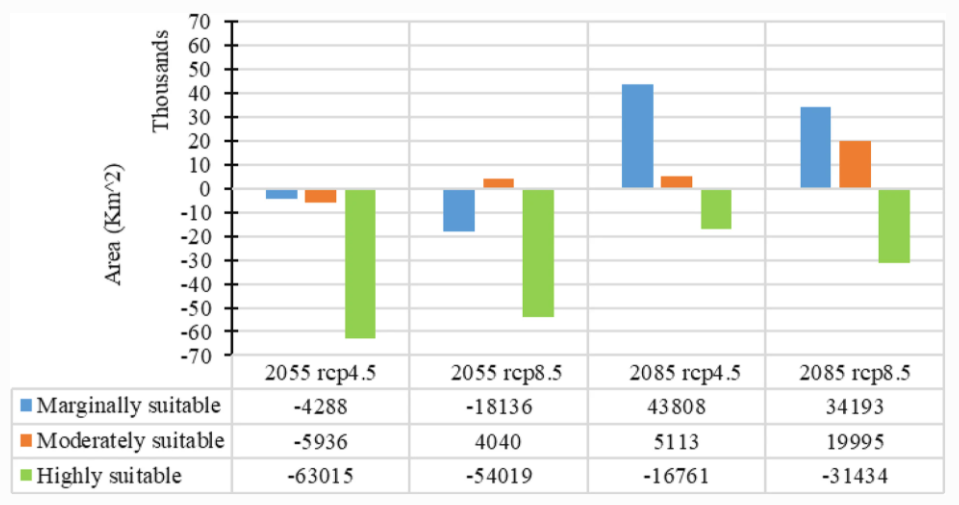 Thousands
Area (Km^2)
70
60
50
40
30
20
10
0
-10
-20
-30
-40
-50
-60
-70
2055 rcp4.5 2055 rcp8.5 2085 rcp4.5 2085 rcp8.5
Marginally suitable -4288 -18136 43808 34193
Moderately suitable -5936 4040 5113 19995
Highly suitable -63015 -54019 -16761 -31434